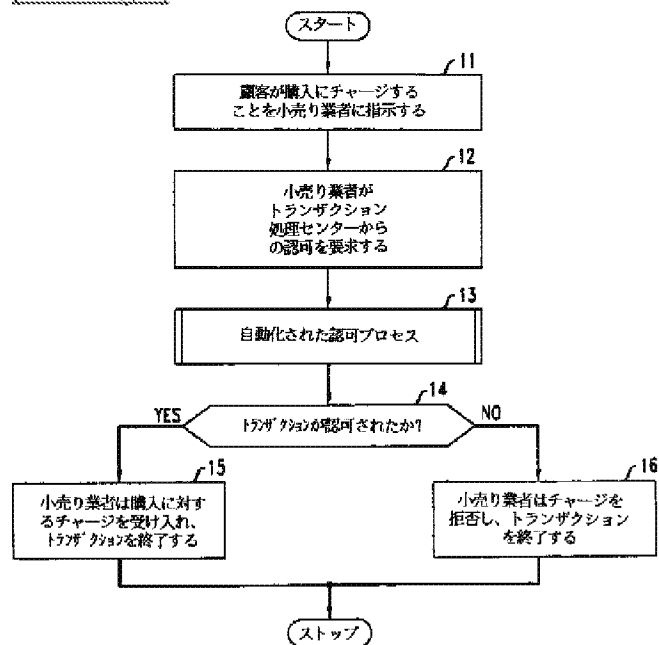 スタート
11
顧客が購入にチャージする
ことを小売り業者に指示する
12
小売り業者が
トランザクション
処理センターから
の認可を要求する
13
自動化された認可プロセス
14
トランザクションが認可されたか?
YES
NO
15
小売り業者は購入に対す
るチャージを受け入れ、
トランザクションを終了する
16
小売り業者はチャージを
拒否し、トランザクション
を終了する
ストップ